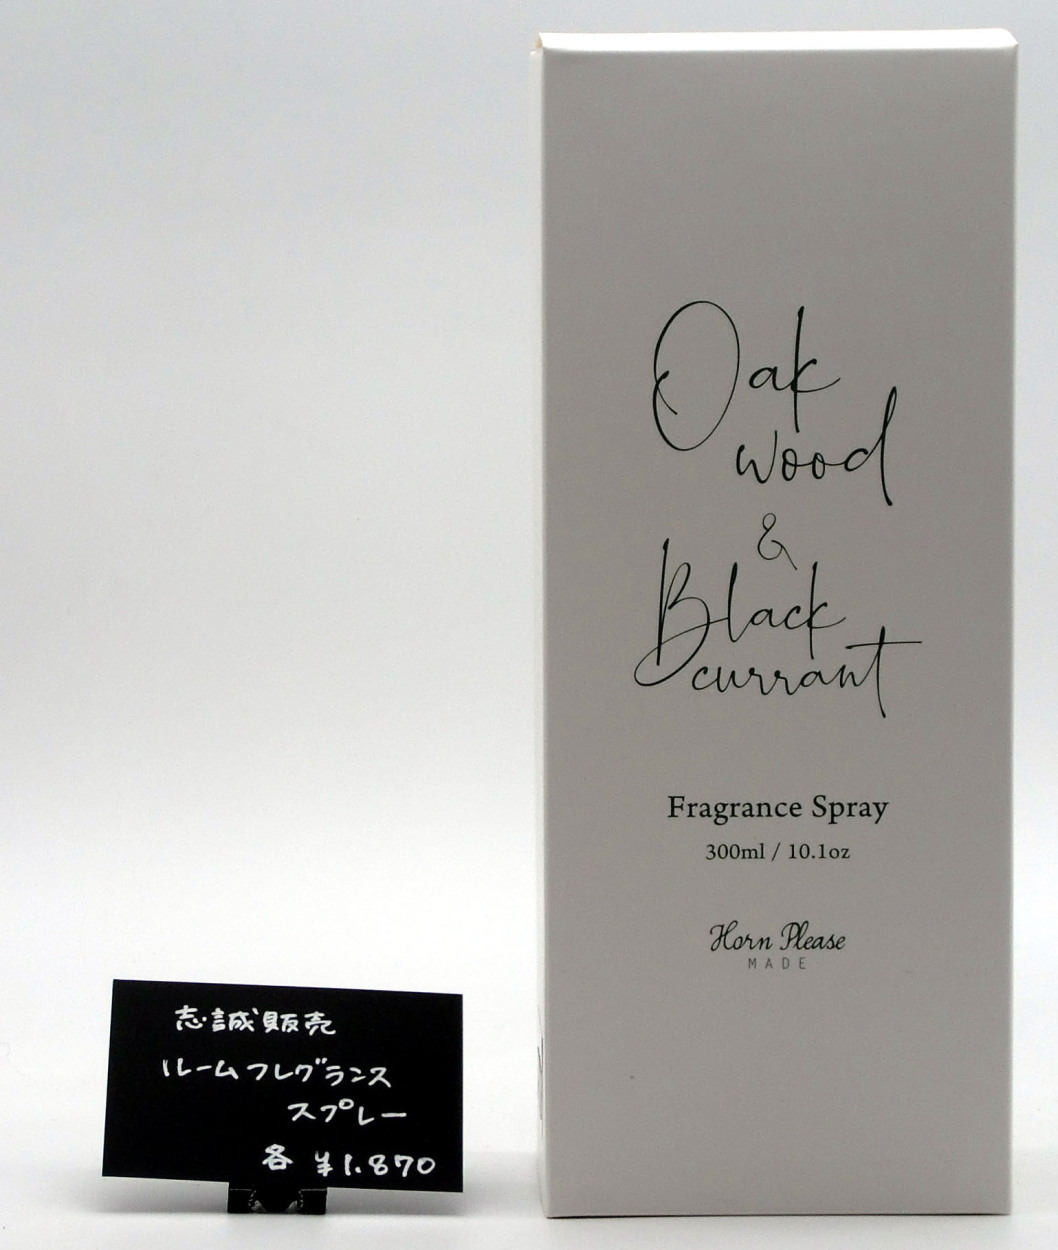 Oak
wood
&
Black
currant
Fragrance Spray
300ml / 10.1oz
Horn Please
MADE
志誠販売
ルームフレグランス
スプレー
各 ¥1.870